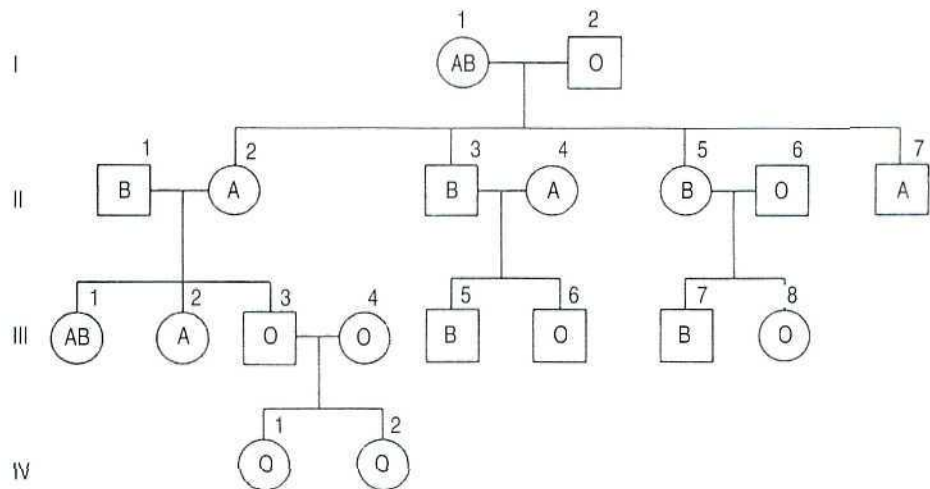 1 2
I AB O
1 2 3 4 5 6 7
II B A B A B O A
1 2 3 4 5 6 7 8
III AB A O O B O B O
1 2
IV O O